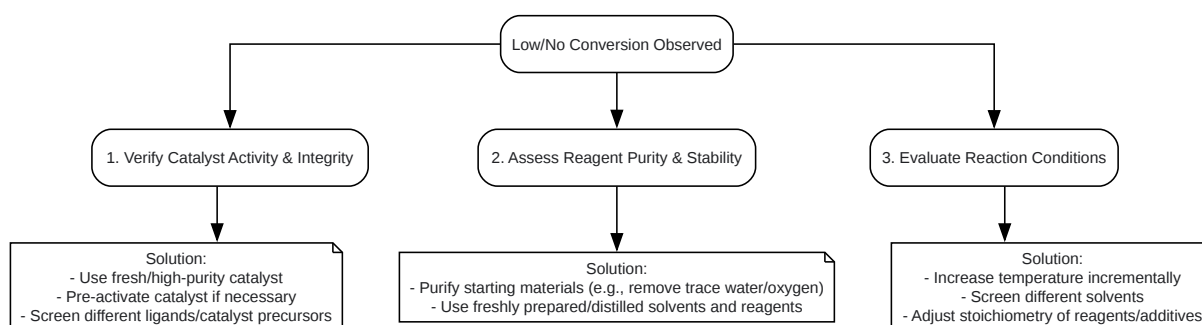 Low/No Conversion Observed
1. Verify Catalyst Activity & Integrity
2. Assess Reagent Purity & Stability
3. Evaluate Reaction Conditions
Solution:
- Use fresh/high-purity catalyst
- Pre-activate catalyst if necessary
- Screen different ligands/catalyst precursors
Solution:
- Purify starting materials (e.g., remove trace water/oxygen)
- Use freshly prepared/distilled solvents and reagents
Solution:
- Increase temperature incrementally
- Screen different solvents
- Adjust stoichiometry of reagents/additives